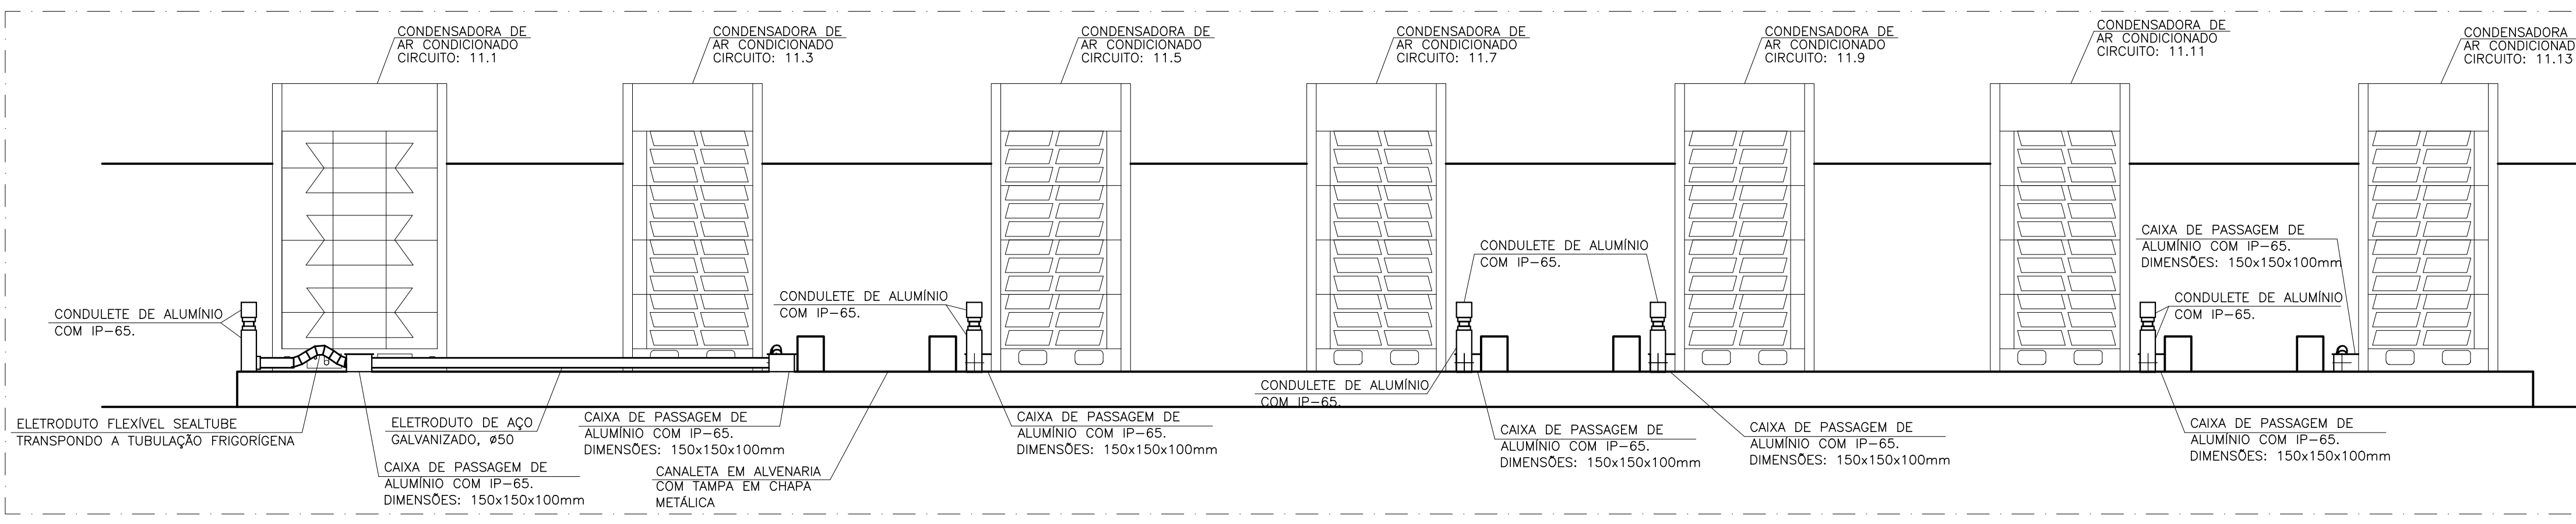 CONDENSADORA DE
AR CONDICIONADO
CIRCUITO: 11.1
CONDENSADORA DE
AR CONDICIONADO
CIRCUITO: 11.3
CONDENSADORA DE
AR CONDICIONADO
CIRCUITO: 11.5
CONDENSADORA DE
AR CONDICIONADO
CIRCUITO: 11.7
CONDENSADORA DE
AR CONDICIONADO
CIRCUITO: 11.9
CONDENSADORA DE
AR CONDICIONADO
CIRCUITO: 11.11
CONDENSADORA
AR CONDICIONAD
CIRCUITO: 11.13
CONDULETE DE ALUMÍNIO
COM IP-65.
CONDULETE DE ALUMÍNIO
COM IP-65.
CONDULETE DE ALUMÍNIO
COM IP-65.
CAIXA DE PASSAGEM DE
ALUMÍNIO COM IP-65.
DIMENSÕES: 150x150x100mm
CONDULETE DE ALUMÍNIO
COM IP-65.
CONDULETE DE ALUMÍNIO
COM IP-65.
ELETRODUTO FLEXÍVEL SEALTUBE
TRANSPONDO A TUBULAÇÃO FRIGORÍGENA
ELETRODUTO DE AÇO
GALVANIZADO, ø50
CAIXA DE PASSAGEM DE
ALUMÍNIO COM IP-65.
DIMENSÕES: 150x150x100mm
CAIXA DE PASSAGEM DE
ALUMÍNIO COM IP-65.
DIMENSÕES: 150x150x100mm
CANALETA EM ALVENARIA
COM TAMPA EM CHAPA
METÁLICA
CAIXA DE PASSAGEM DE
ALUMÍNIO COM IP-65.
DIMENSÕES: 150x150x100mm
CAIXA DE PASSAGEM DE
ALUMÍNIO COM IP-65.
DIMENSÕES: 150x150x100mm
CAIXA DE PASSAGEM DE
ALUMÍNIO COM IP-65.
DIMENSÕES: 150x150x100mm
CAIXA DE PASSAGEM DE
ALUMÍNIO COM IP-65.
DIMENSÕES: 150x150x100mm